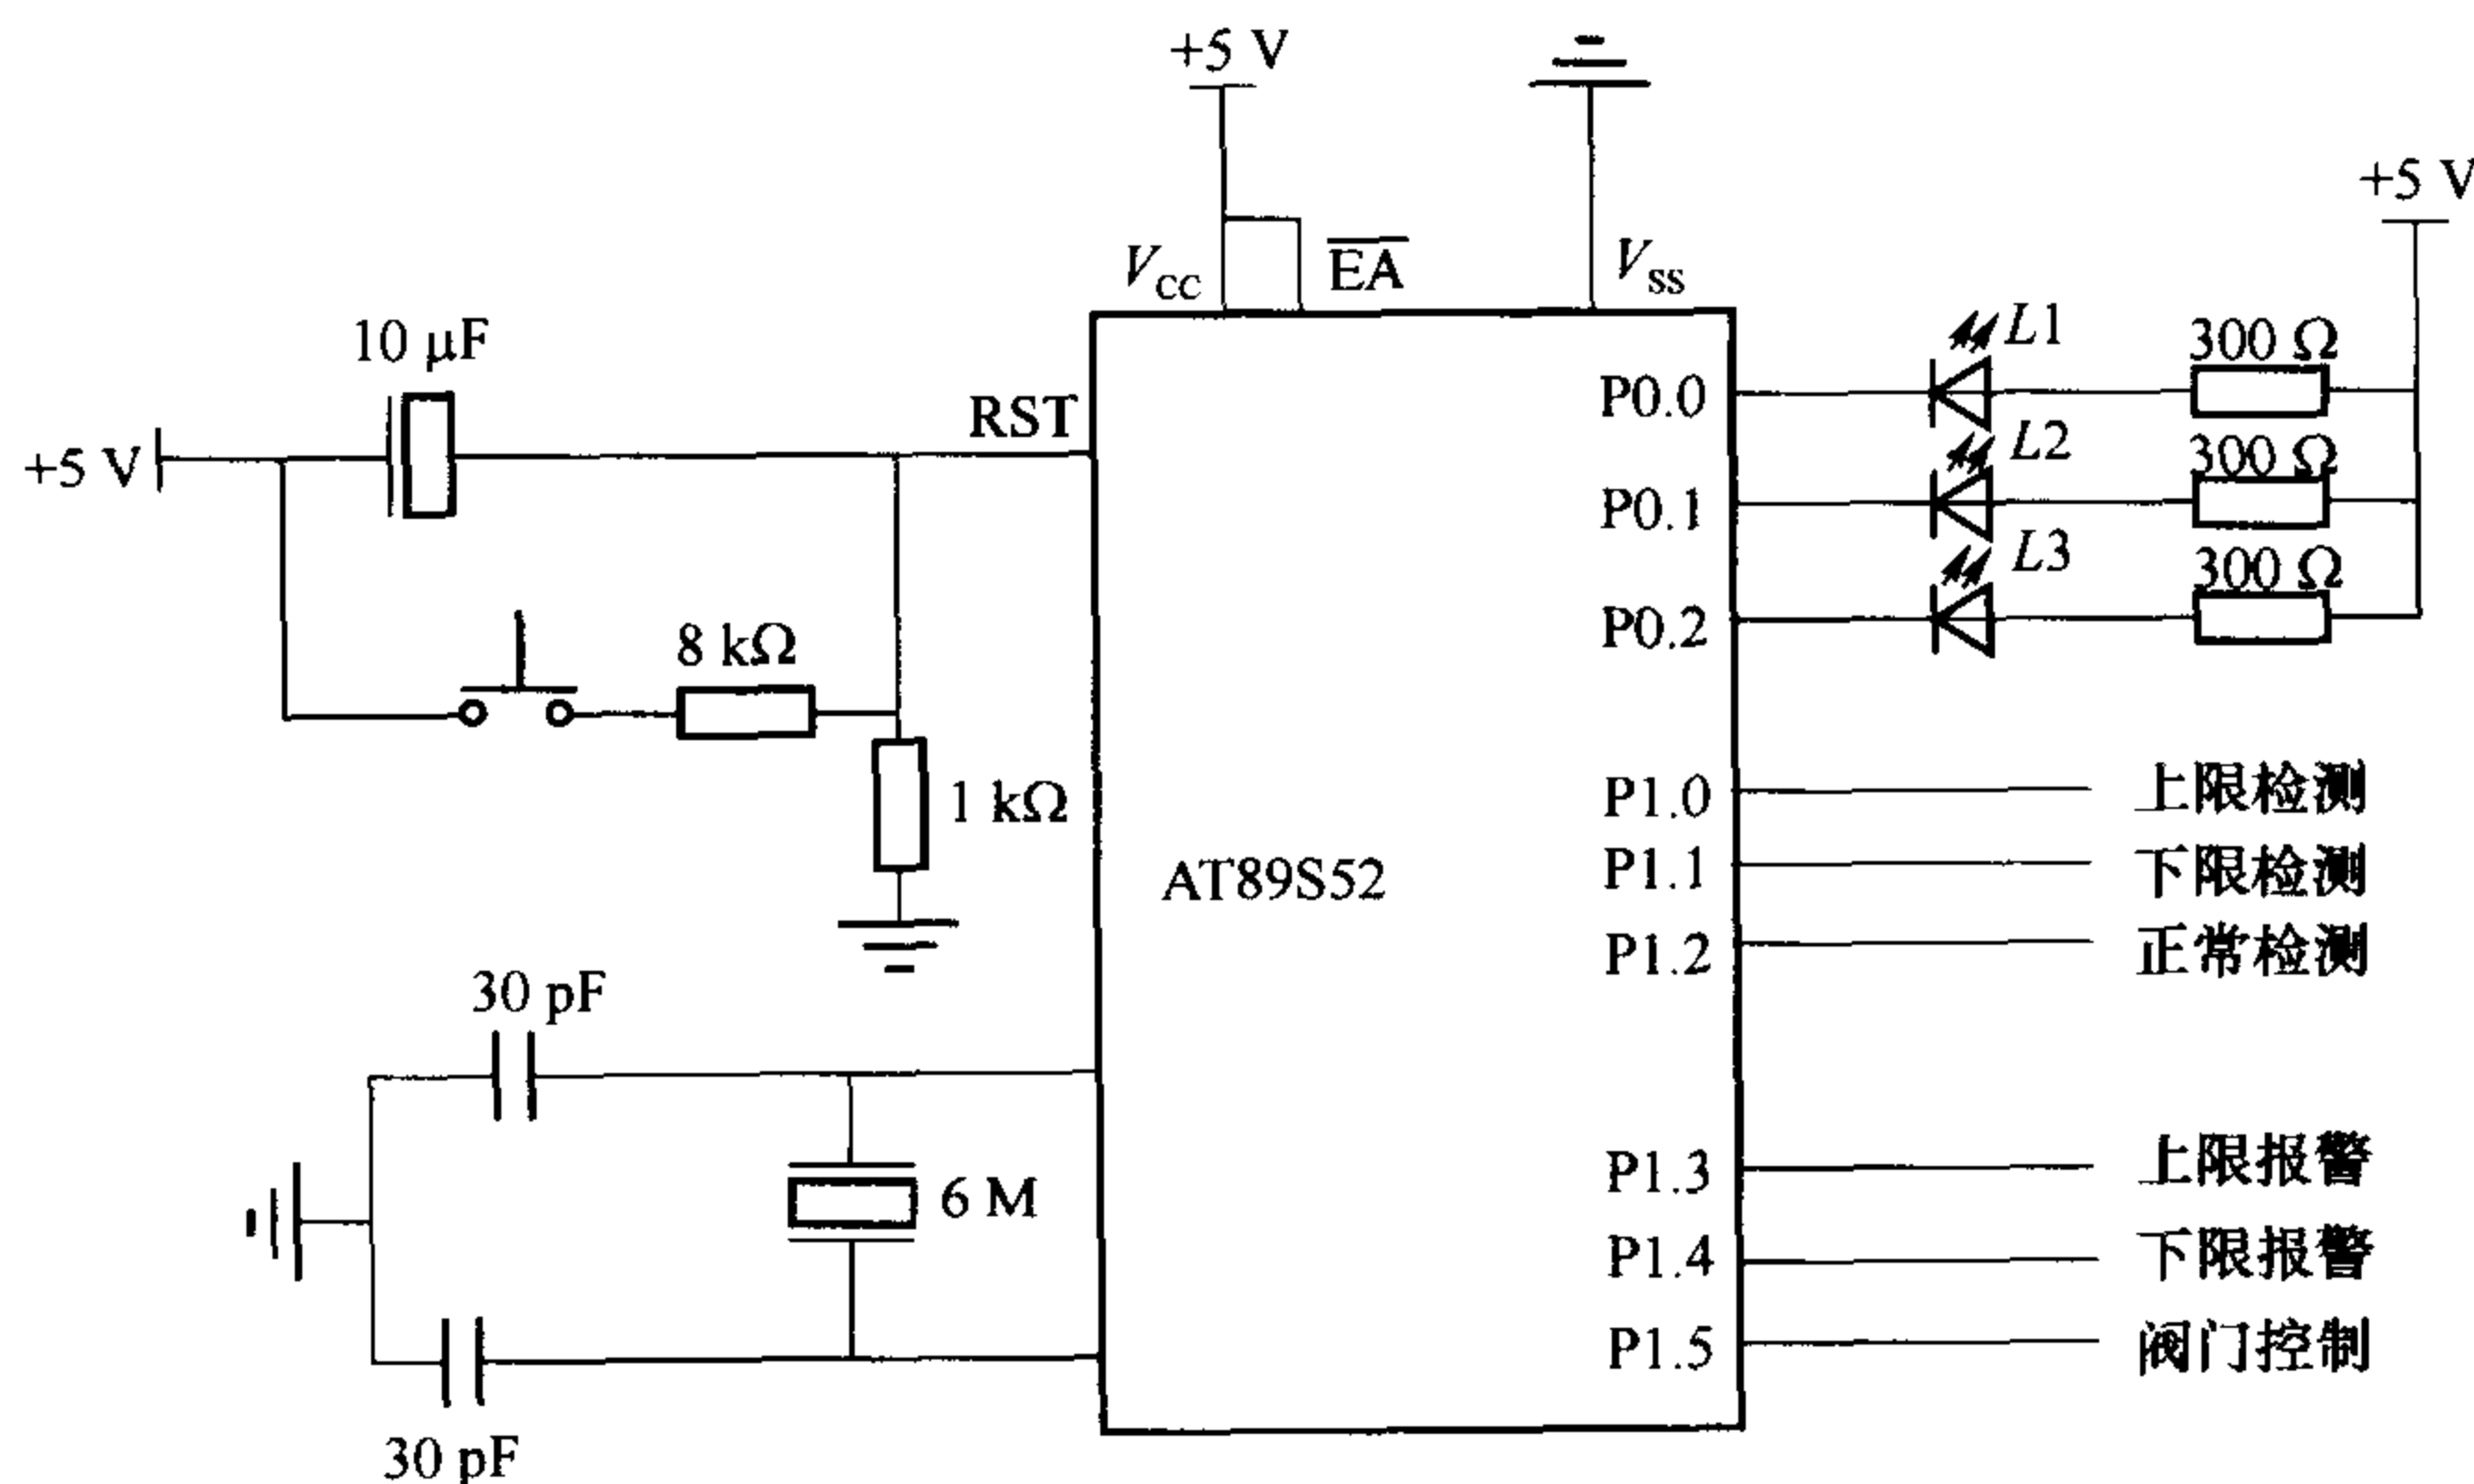 +5 V
+5 V
V_CC
E̅A̅
V_SS
10 μF
L1
300 Ω
RST
P0.0
+5 V
L2
300 Ω
P0.1
L3
300 Ω
P0.2
8 kΩ
1 kΩ
P1.0
上限检测
AT89S52
P1.1
下限检测
P1.2
正常检测
30 pF
6 M
P1.3
上限报警
P1.4
下限报警
P1.5
阀门控制
30 pF